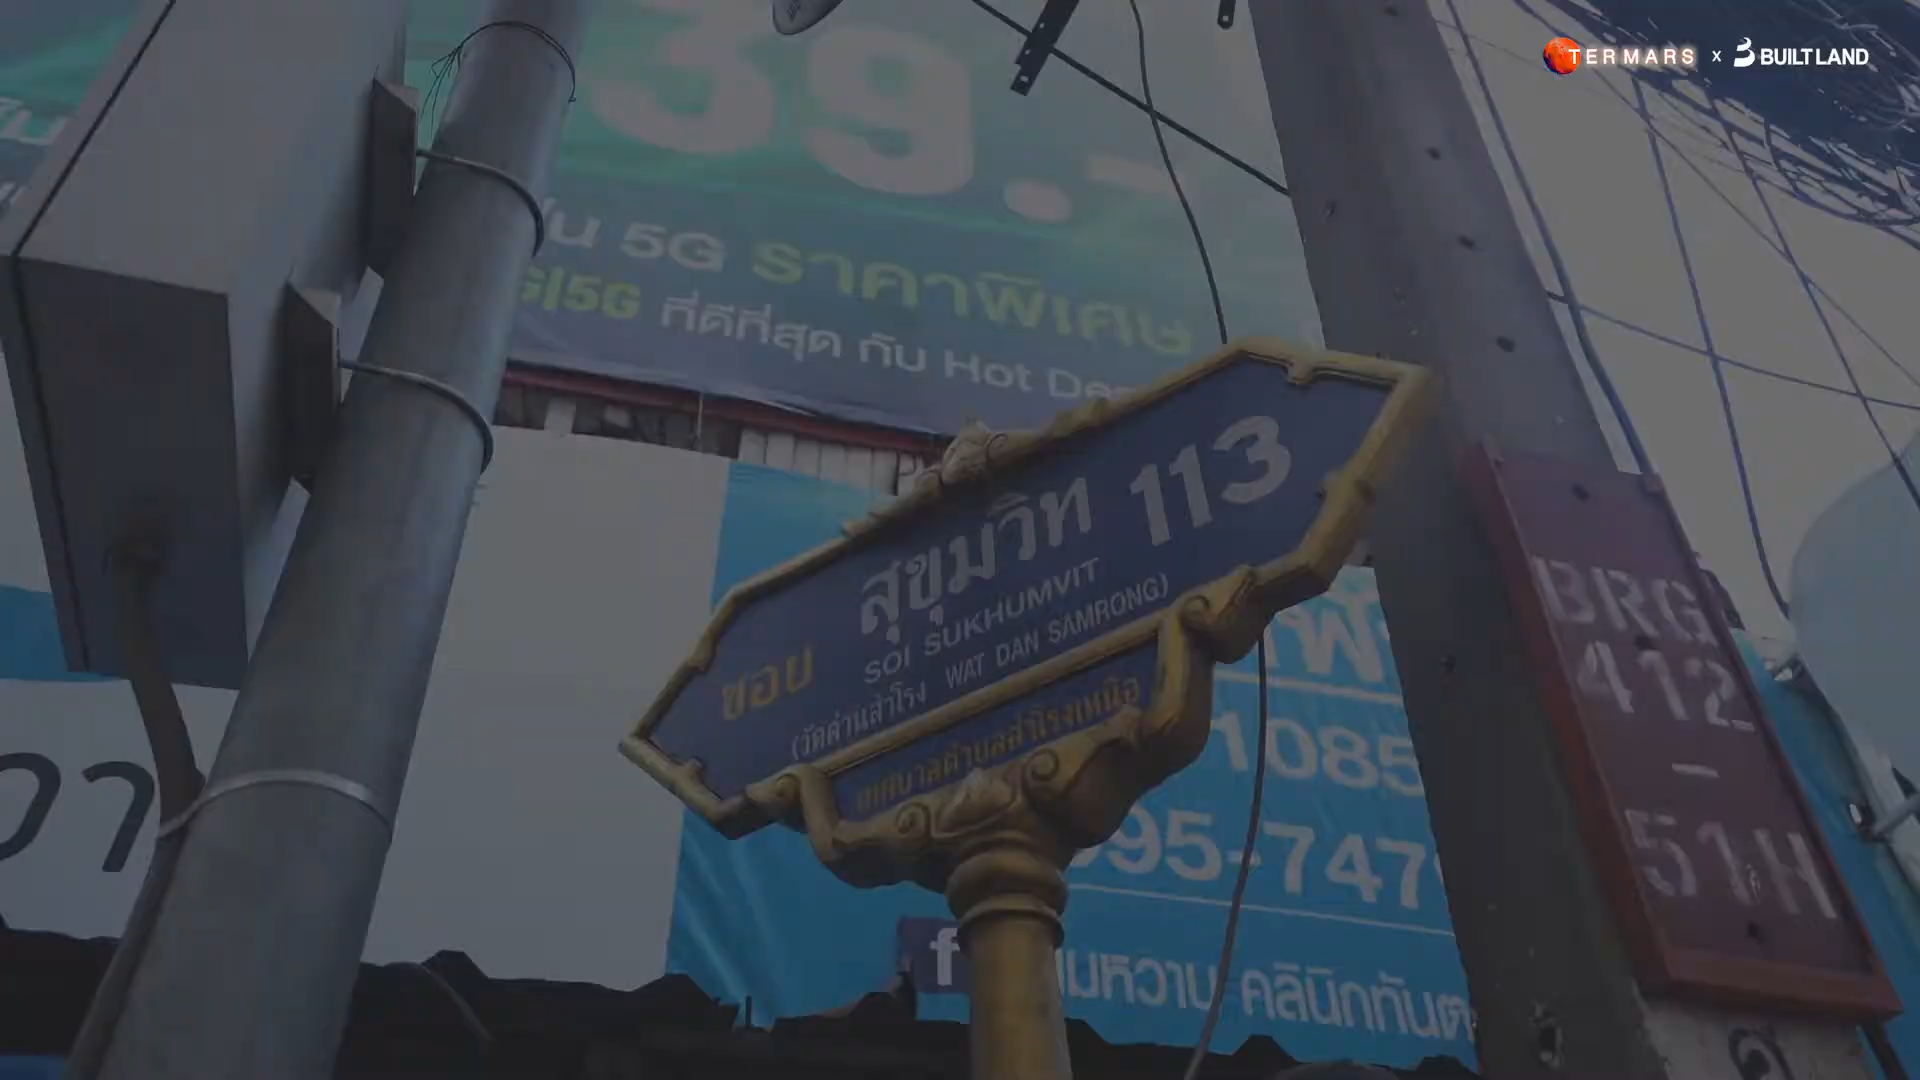 TERMARS x BUILTLAND
39.-
5G ราคาพิเศษ
5G ที่ดีที่สุด กับ Hot
ซอย
สุขุมวิท 113
SOI SUKHUMVIT
(วัดด่านสำโรง WAT DAN SAMRONG)
เทศบาลตำบลสำโรงเหนือ
BRG
412
-
51H
1085
095-747
f
คลินิกทันต